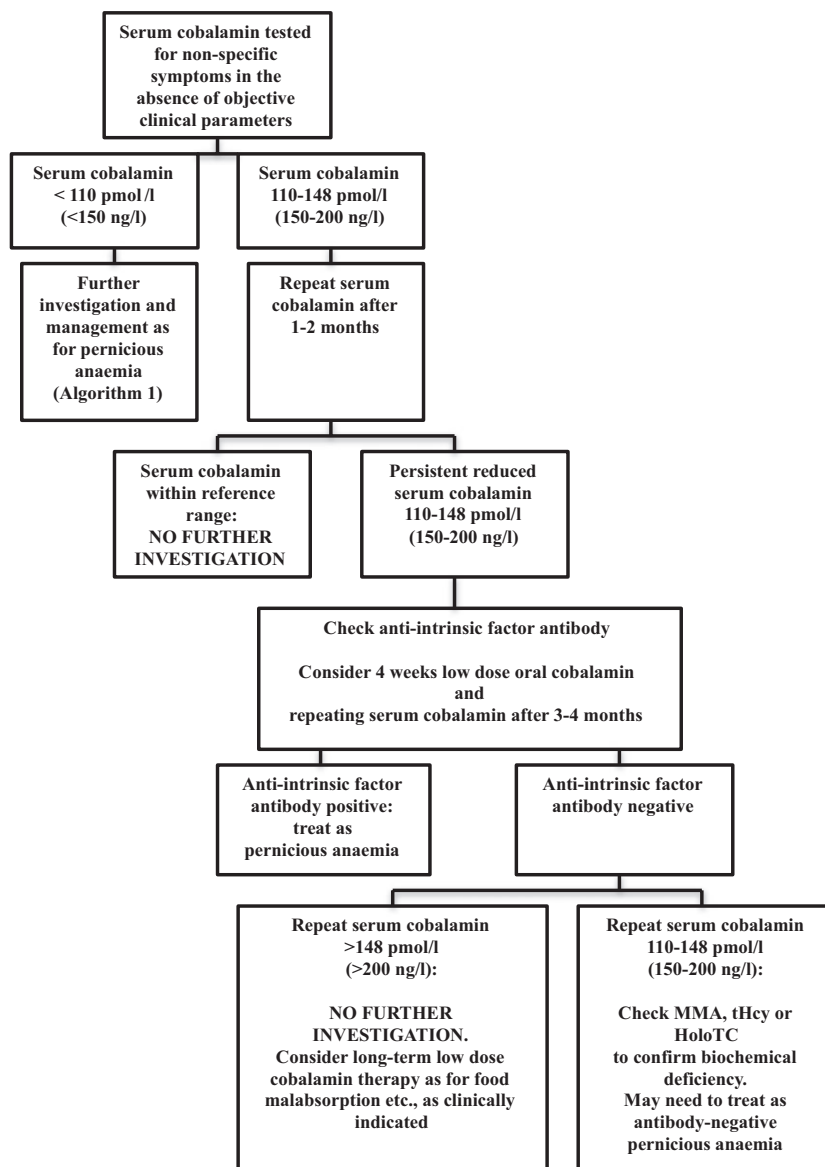 Serum cobalamin tested
for non-specific
symptoms in the
absence of objective
clinical parameters
Serum cobalamin
< 110 pmol/l
(<150 ng/l)
Serum cobalamin
110-148 pmol/l
(150-200 ng/l)
Further
investigation and
management as
for pernicious
anaemia
(Algorithm 1)
Repeat serum
cobalamin after
1-2 months
Serum cobalamin
within reference
range:
NO FURTHER
INVESTIGATION
Persistent reduced
serum cobalamin
110-148 pmol/l
(150-200 ng/l)
Check anti-intrinsic factor antibody
Consider 4 weeks low dose oral cobalamin
and
repeating serum cobalamin after 3-4 months
Anti-intrinsic factor
antibody positive:
treat as
pernicious anaemia
Anti-intrinsic factor
antibody negative
Repeat serum cobalamin
>148 pmol/l
(>200 ng/l):
NO FURTHER
INVESTIGATION.
Consider long-term low dose
cobalamin therapy as for food
malabsorption etc., as clinically
indicated
Repeat serum cobalamin
110-148 pmol/l
(150-200 ng/l):
Check MMA, tHcy or
HoloTC
to confirm biochemical
deficiency.
May need to treat as
antibody-negative
pernicious anaemia